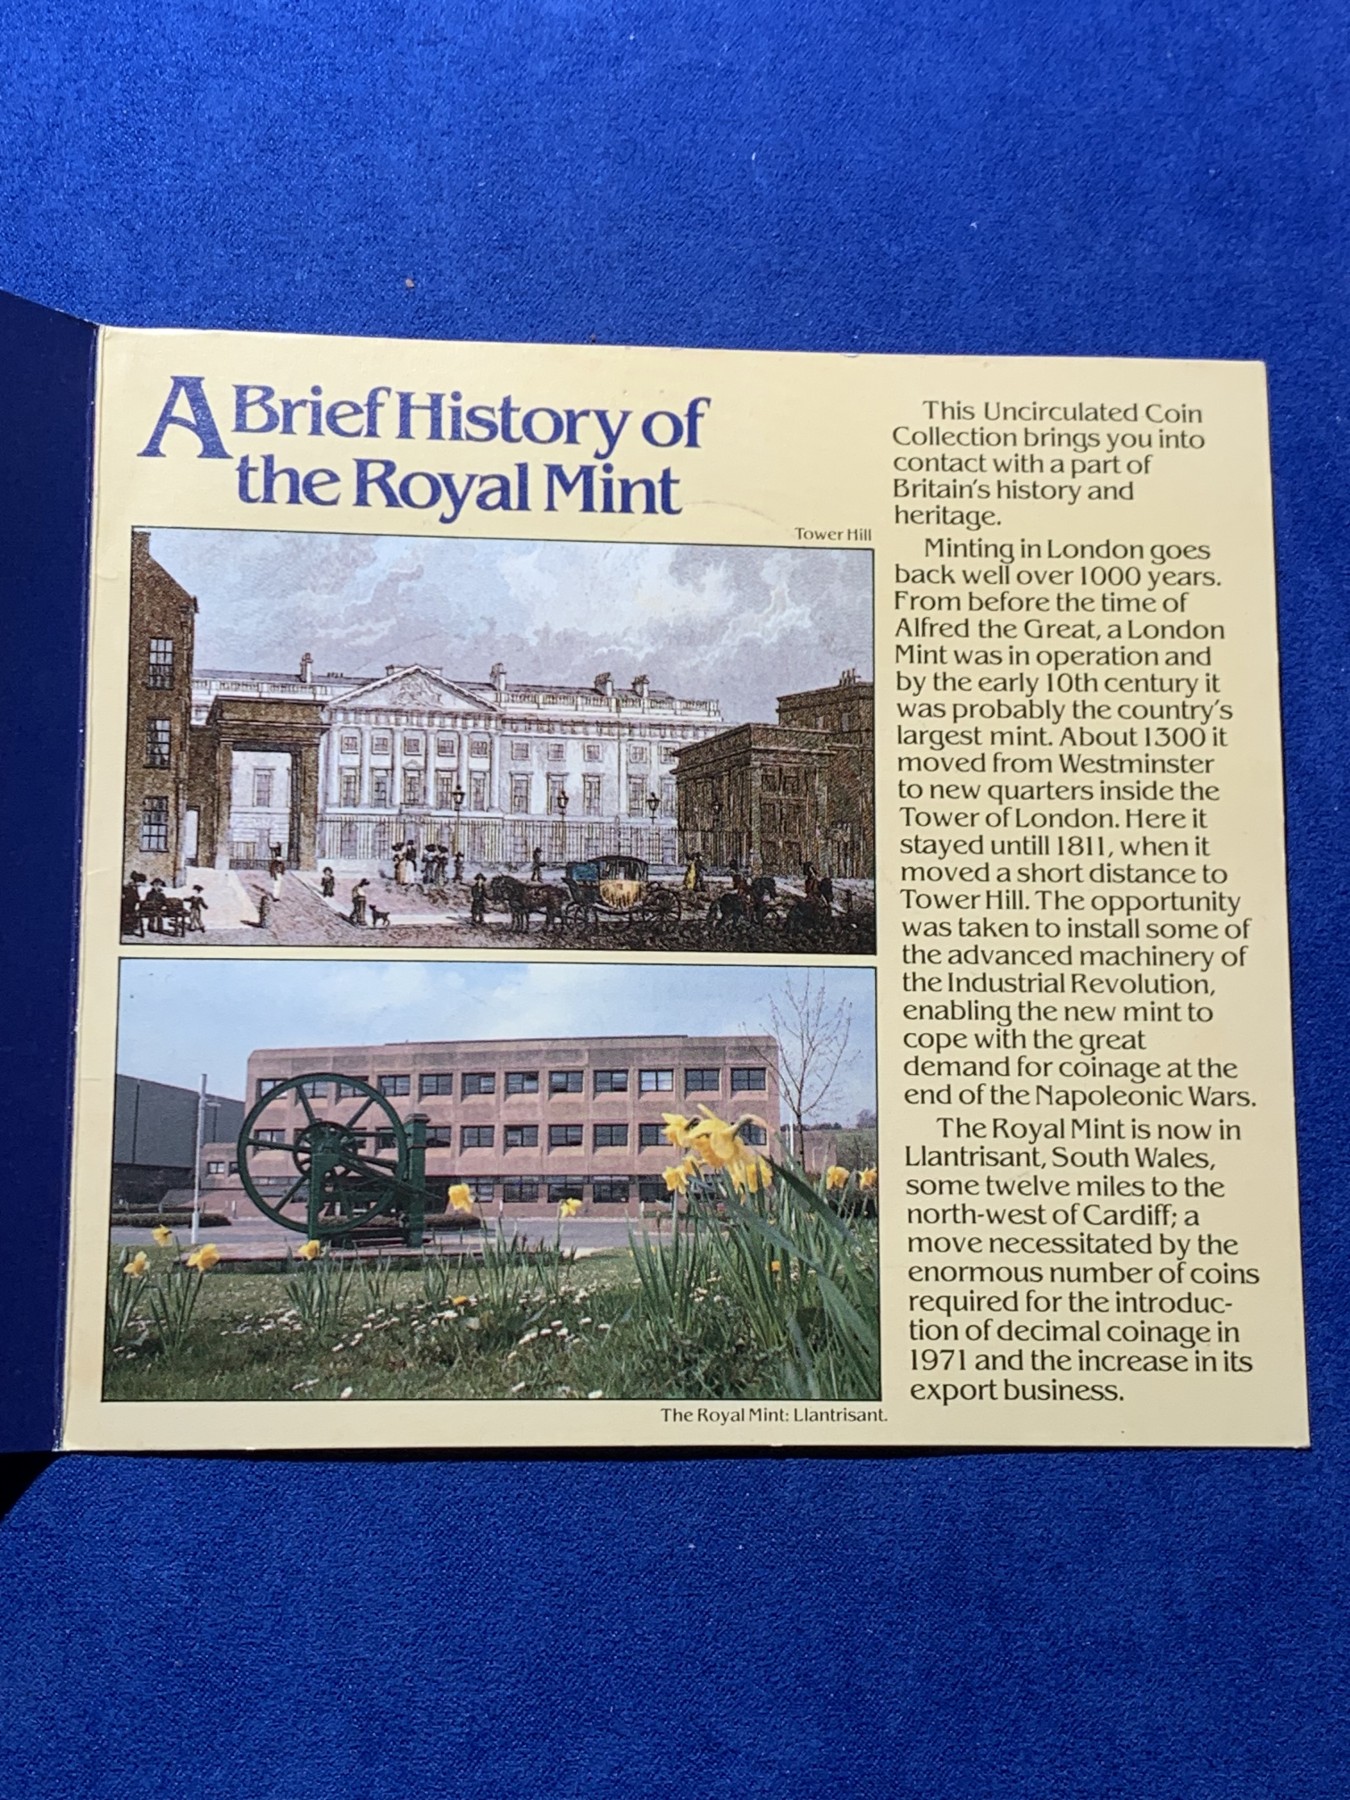 A Brief History of
the Royal Mint
Tower Hill
The Royal Mint: Llantrisant.
This Uncirculated Coin
Collection brings you into
contact with a part of
Britain's history and
heritage.
Minting in London goes
back well over 1000 years.
From before the time of
Alfred the Great, a London
Mint was in operation and
by the early 10th century it
was probably the country's
largest mint. About 1300 it
moved from Westminster
to new quarters inside the
Tower of London. Here it
stayed untill 1811, when it
moved a short distance to
Tower Hill. The opportunity
was taken to install some of
the advanced machinery of
the Industrial Revolution,
enabling the new mint to
cope with the great
demand for coinage at the
end of the Napoleonic Wars.
The Royal Mint is now in
Llantrisant, South Wales,
some twelve miles to the
north-west of Cardiff; a
move necessitated by the
enormous number of coins
required for the introduc-
tion of decimal coinage in
1971 and the increase in its
export business.